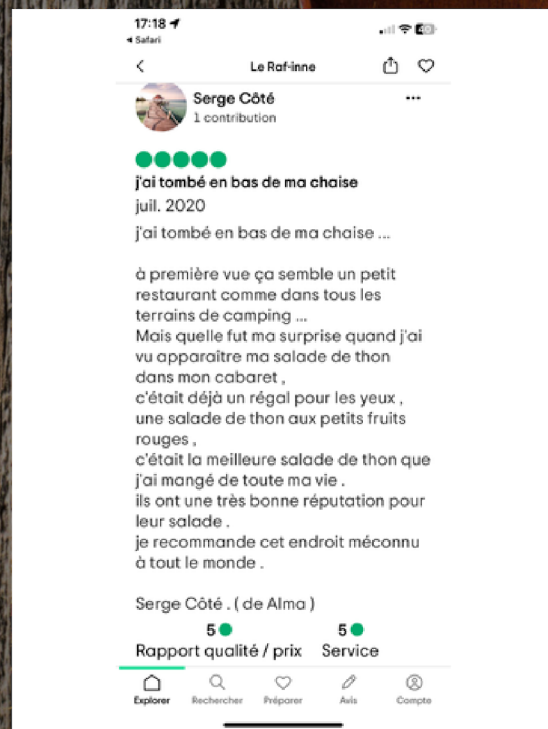 17:18
Safari
Le Raf-inne
Serge Côté
1 contribution
j'ai tombé en bas de ma chaise
juil. 2020
j'ai tombé en bas de ma chaise ...
à première vue ça semble un petit
restaurant comme dans tous les
terrains de camping ...
Mais quelle fut ma surprise quand j'ai
vu apparaître ma salade de thon
dans mon cabaret ,
c'était déjà un régal pour les yeux ,
une salade de thon aux petits fruits
rouges ,
c'était la meilleure salade de thon que
j'ai mangé de toute ma vie .
ils ont une très bonne réputation pour
leur salade .
je recommande cet endroit méconnu
à tout le monde .
Serge Côté . ( de Alma )
5 5
Rapport qualité / prix Service
Explorer Rechercher Préparer Avis Compte